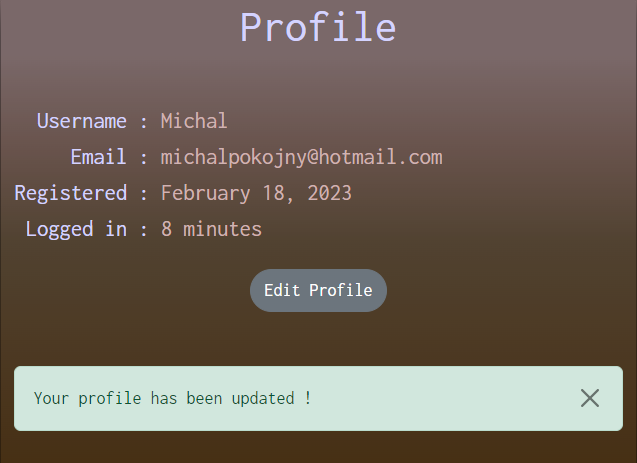 Profile
Username : Michal
Email : michalpokojny@hotmail.com
Registered : February 18, 2023
Logged in : 8 minutes
Edit Profile
Your profile has been updated !